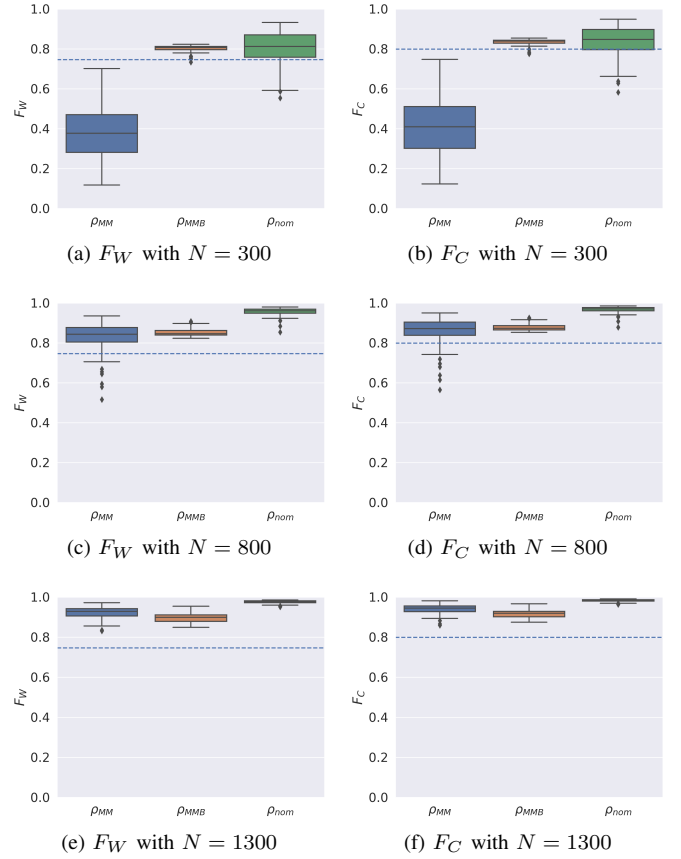 1.0
0.8
0.6
0.4
0.2
0.0
F_W
ρ_MM ρ_MMB ρ_nom
(a) F_W with N = 300
1.0
0.8
0.6
0.4
0.2
0.0
F_C
ρ_MM ρ_MMB ρ_nom
(b) F_C with N = 300
1.0
0.8
0.6
0.4
0.2
0.0
F_W
ρ_MM ρ_MMB ρ_nom
(c) F_W with N = 800
1.0
0.8
0.6
0.4
0.2
0.0
F_C
ρ_MM ρ_MMB ρ_nom
(d) F_C with N = 800
1.0
0.8
0.6
0.4
0.2
0.0
F_W
ρ_MM ρ_MMB ρ_nom
(e) F_W with N = 1300
1.0
0.8
0.6
0.4
0.2
0.0
F_C
ρ_MM ρ_MMB ρ_nom
(f) F_C with N = 1300